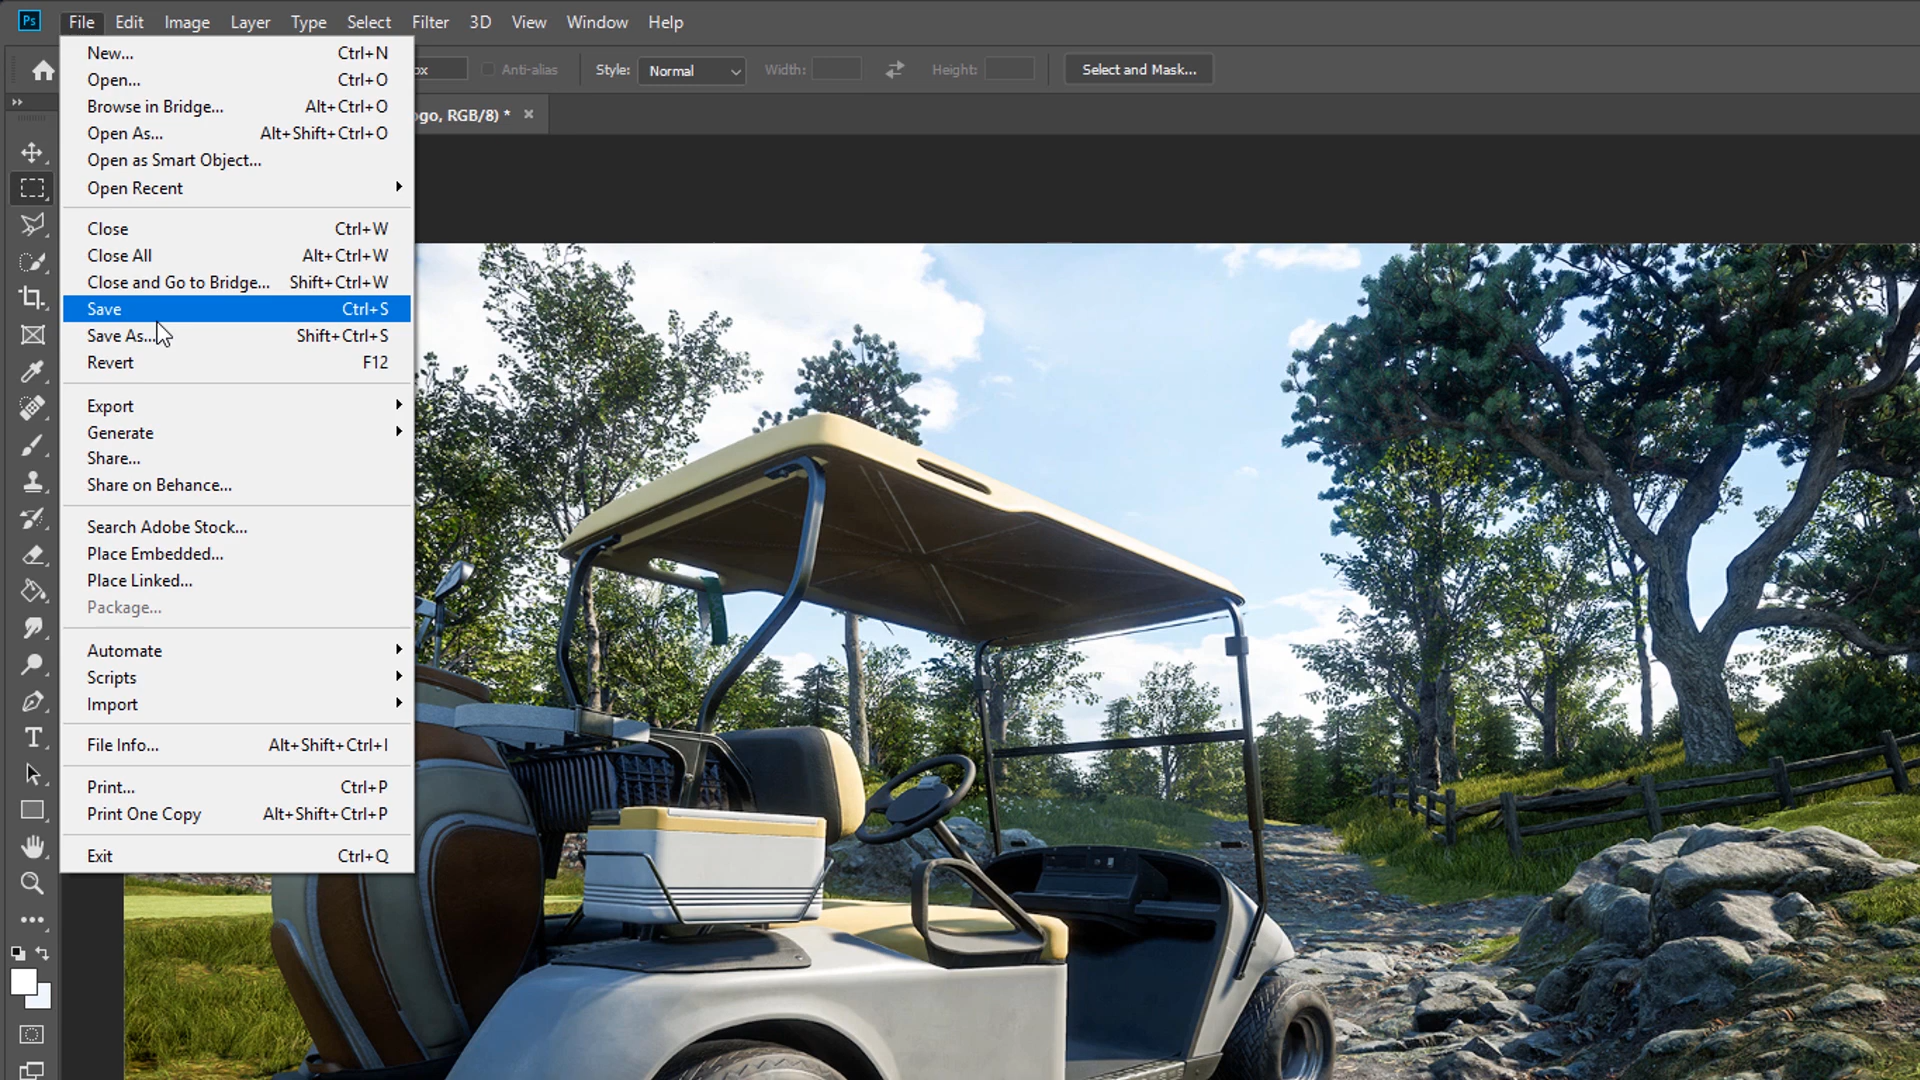 Ps File Edit Image Layer Type Select Filter 3D View Window Help
px Anti-alias Style: Normal Width: Height: Select and Mask...
ogo, RGB/8) * ×
New... Ctrl+N
Open... Ctrl+O
Browse in Bridge... Alt+Ctrl+O
Open As... Alt+Shift+Ctrl+O
Open as Smart Object...
Open Recent
Close Ctrl+W
Close All Alt+Ctrl+W
Close and Go to Bridge... Shift+Ctrl+W
Save Ctrl+S
Save As... Shift+Ctrl+S
Revert F12
Export
Generate
Share...
Share on Behance...
Search Adobe Stock...
Place Embedded...
Place Linked...
Package...
Automate
Scripts
Import
File Info... Alt+Shift+Ctrl+I
Print... Ctrl+P
Print One Copy Alt+Shift+Ctrl+P
Exit Ctrl+Q